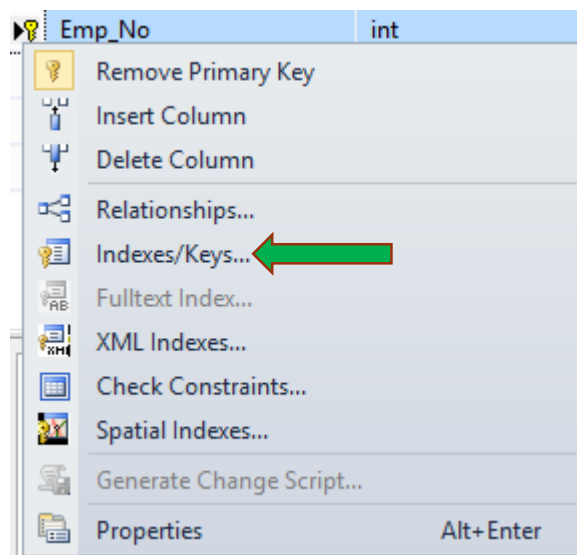 Emp_No int
Remove Primary Key
Insert Column
Delete Column
Relationships...
Indexes/Keys...
AB Fulltext Index...
XML Indexes...
Check Constraints...
Spatial Indexes...
Generate Change Script...
Properties Alt+Enter